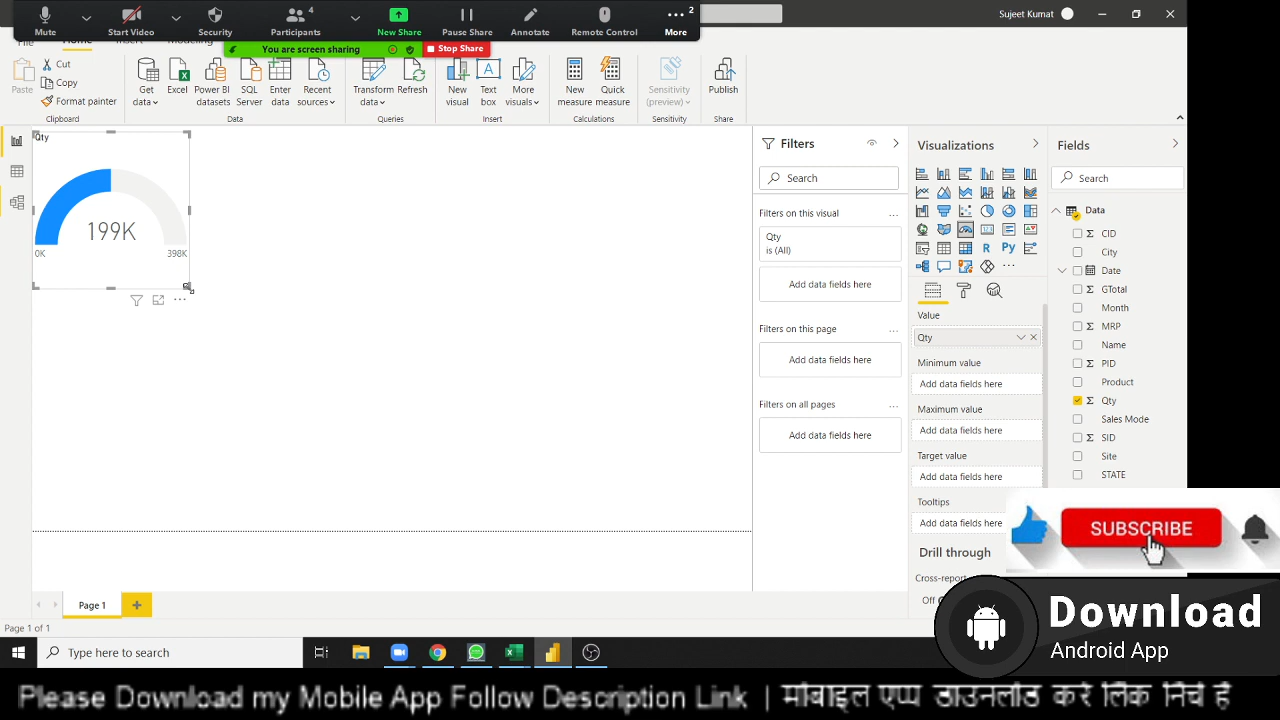 4
2
Mute
Start Video
Security
Participants
New Share
Pause Share
Annotate
Remote Control
More
Sujeet Kumat
You are screen sharing
Stop Share
Paste
Cut
Copy
Format painter
Get data
Excel
Power BI datasets
SQL Server
Enter data
Recent sources
Transform data
Refresh
New visual
Text box
More visuals
New measure
Quick measure
Sensitivity (preview)
Publish
Clipboard
Data
Queries
Insert
Calculations
Sensitivity
Share
Qty
199K
0K
398K
Filters
Search
Filters on this visual
Qty
is (All)
Add data fields here
Filters on this page
Add data fields here
Filters on all pages
Add data fields here
Visualizations
R
Py
Value
Qty
Minimum value
Add data fields here
Maximum value
Add data fields here
Target value
Add data fields here
Tooltips
Add data fields here
Drill through
Cross-report
Off
Fields
Search
Data
CID
City
Date
GTotal
Month
MRP
Name
PID
Product
Qty
Sales Mode
SID
Site
STATE
SUBSCRIBE
Download
Android App
Page 1
Page 1 of 1
Type here to search
Please Download my Mobile App Follow Description Link | मोबाइल एप्प डाउनलोड करे लिंक निचे है